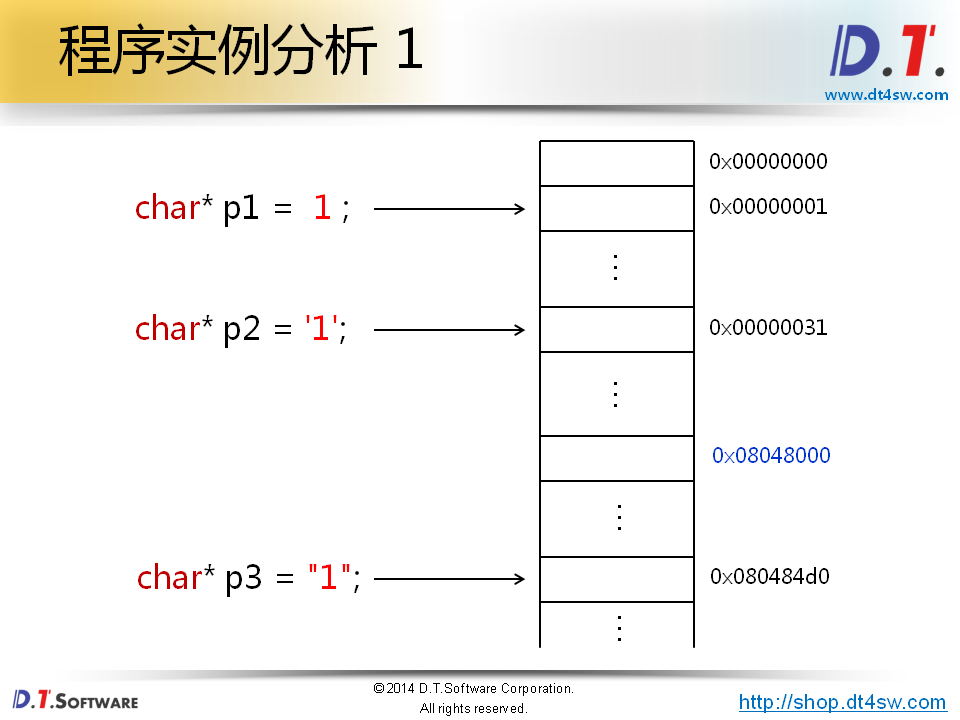 程序实例分析 1
D.T.
www.dt4sw.com
0x00000000
char* p1 = 1 ;
0x00000001
⋮
char* p2 = '1';
0x00000031
⋮
0x08048000
⋮
char* p3 = "1";
0x080484d0
⋮
D.T.SOFTWARE
©2014 D.T.Software Corporation.
All rights reserved.
http://shop.dt4sw.com